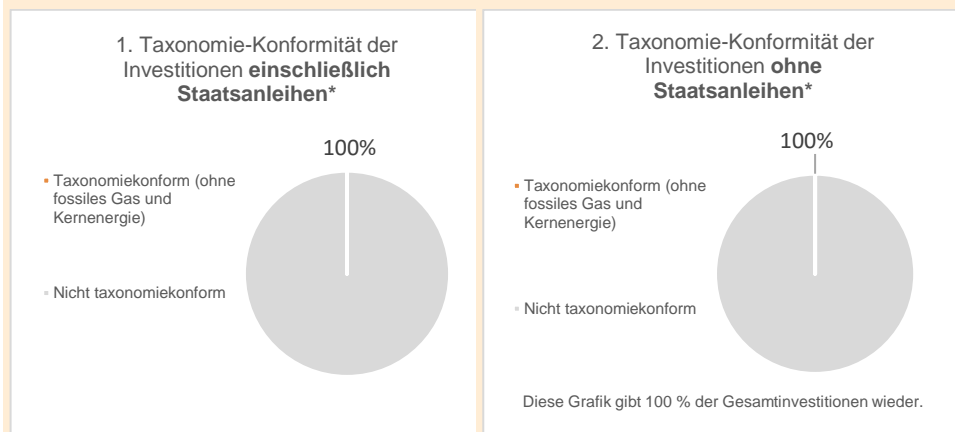 1. Taxonomie-Konformität der
Investitionen einschließlich
Staatsanleihen*
100%
Taxonomiekonform (ohne
fossiles Gas und
Kernenergie)
Nicht taxonomiekonform
2. Taxonomie-Konformität der
Investitionen ohne
Staatsanleihen*
100%
Taxonomiekonform (ohne
fossiles Gas und
Kernenergie)
Nicht taxonomiekonform
Diese Grafik gibt 100 % der Gesamtinvestitionen wieder.